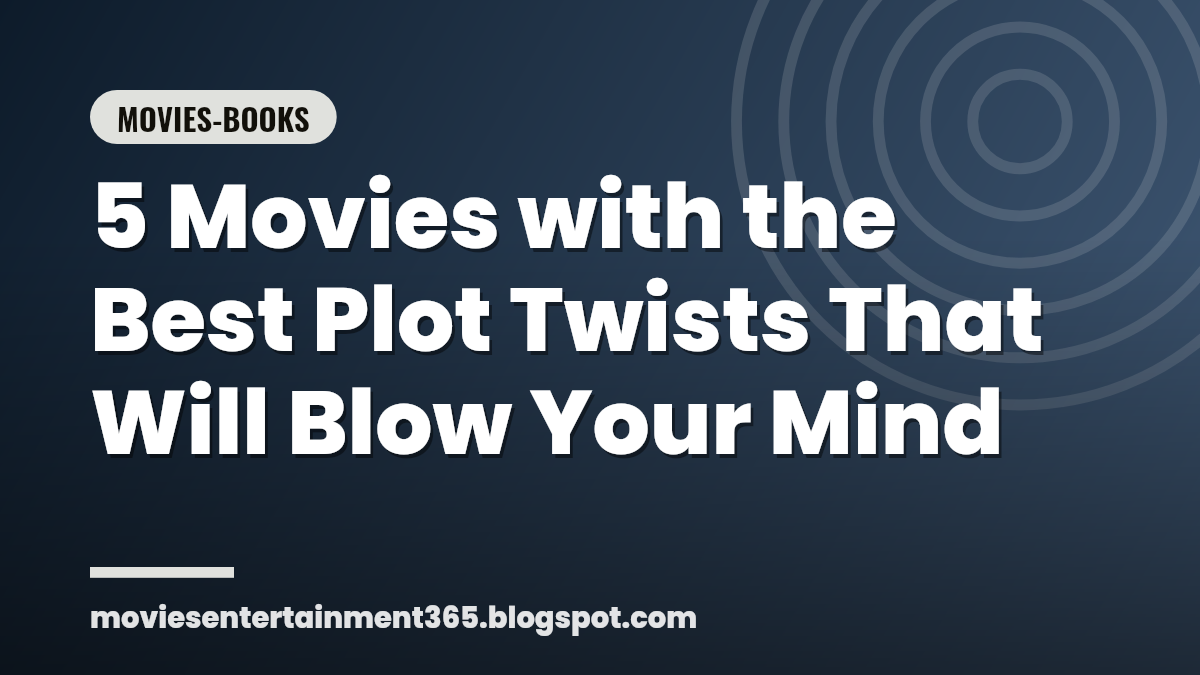 MOVIES-BOOKS
5 Movies with the
Best Plot Twists That
Will Blow Your Mind
moviesentertainment365.blogspot.com